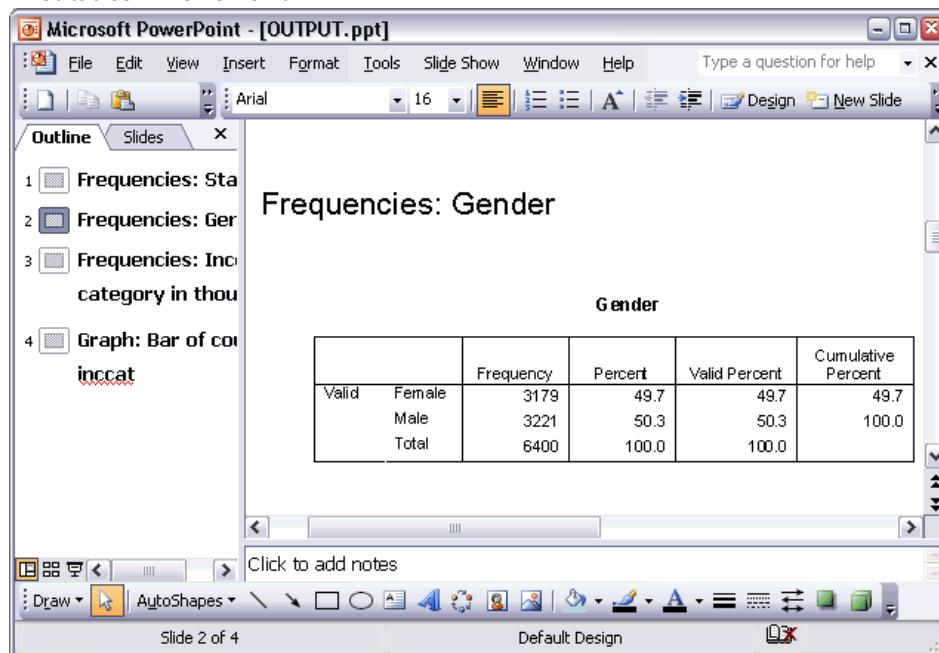 Microsoft PowerPoint - [OUTPUT.ppt]
File Edit View Insert Format Tools Slide Show Window Help Type a question for help
Arial 16 A Design New Slide
Outline Slides
1 Frequencies: Sta
2 Frequencies: Ger
3 Frequencies: Inc
category in thou
4 Graph: Bar of cou
inccat
Frequencies: Gender
Gender
Frequency Percent Valid Percent Cumulative Percent
Valid Female 3179 49.7 49.7 49.7
Male 3221 50.3 50.3 100.0
Total 6400 100.0 100.0
Click to add notes
Draw AutoShapes A
Slide 2 of 4 Default Design